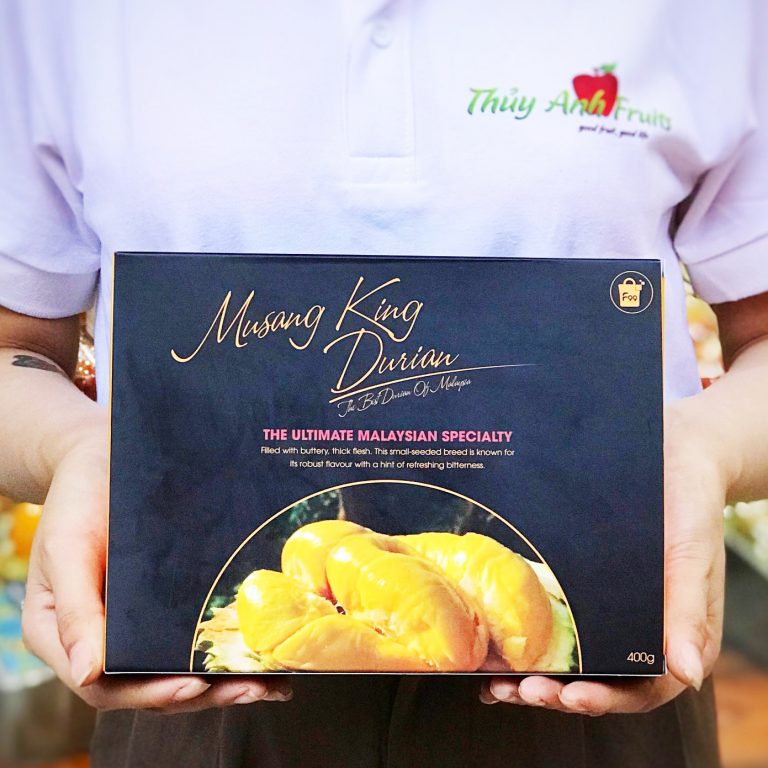 Thủy Anh Fruits
good fruit, good life
Musang King
Durian
The Best Durian Of Malaysia
F99
THE ULTIMATE MALAYSIAN SPECIALTY
Filled with buttery, thick flesh. This small-seeded breed is known for
its robust flavour with a hint of refreshing bitterness.
400g